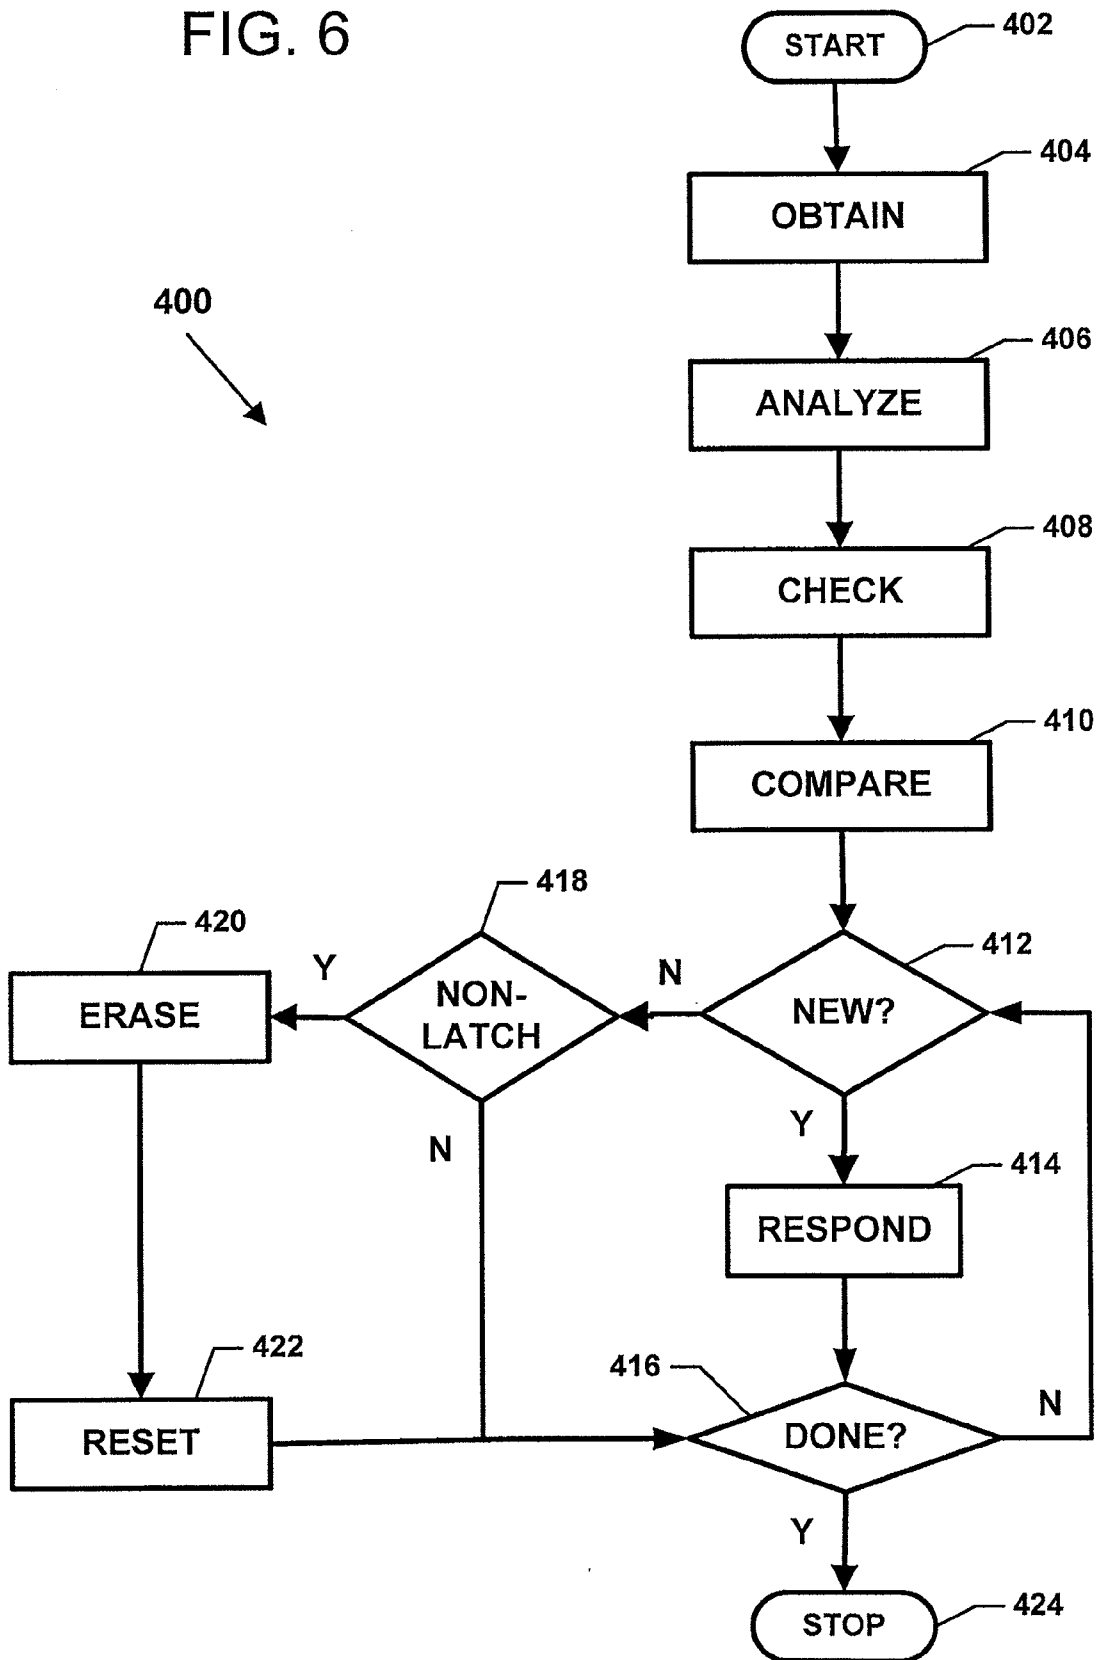 FIG. 6
START
402
404
OBTAIN
400
406
ANALYZE
408
CHECK
410
COMPARE
418
420
412
Y
N
NON-
LATCH
NEW?
ERASE
Y
N
414
RESPOND
422
416
N
RESET
DONE?
Y
STOP
424